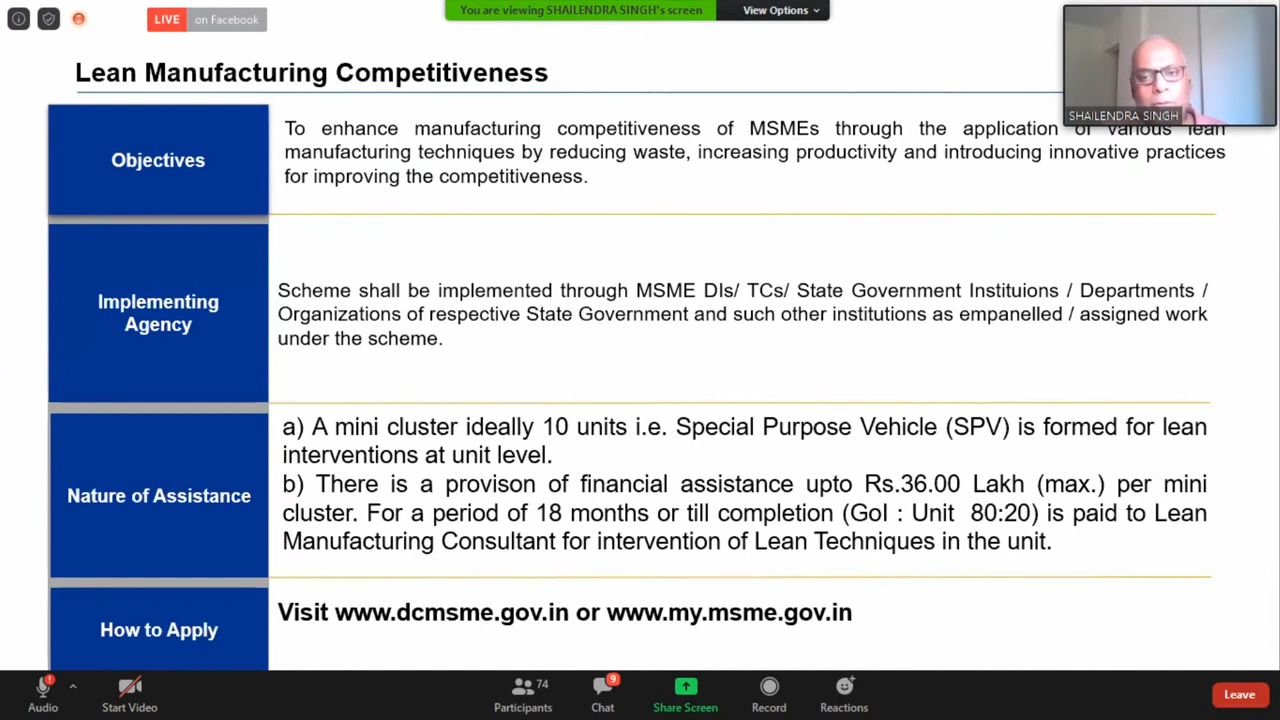 LIVE on Facebook
You are viewing SHAILENDRA SINGH's screen
View Options
Lean Manufacturing Competitiveness
SHAILENDRA SINGH
Objectives
To enhance manufacturing competitiveness of MSMEs through the application of various lean
manufacturing techniques by reducing waste, increasing productivity and introducing innovative practices
for improving the competitiveness.
Implementing
Agency
Scheme shall be implemented through MSME DIs/ TCs/ State Government Instituions / Departments /
Organizations of respective State Government and such other institutions as empanelled / assigned work
under the scheme.
Nature of Assistance
a) A mini cluster ideally 10 units i.e. Special Purpose Vehicle (SPV) is formed for lean
interventions at unit level.
b) There is a provison of financial assistance upto Rs.36.00 Lakh (max.) per mini
cluster. For a period of 18 months or till completion (GoI : Unit 80:20) is paid to Lean
Manufacturing Consultant for intervention of Lean Techniques in the unit.
How to Apply
Visit www.dcmsme.gov.in or www.my.msme.gov.in
Audio
Start Video
74
Participants
9
Chat
Share Screen
Record
Reactions
Leave